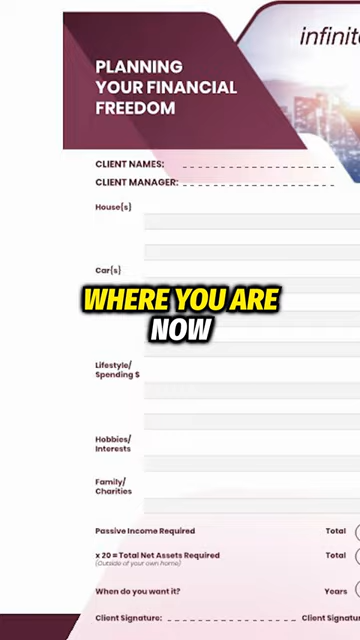 infinite
PLANNING
YOUR FINANCIAL
FREEDOM
CLIENT NAMES:
CLIENT MANAGER:
House{s}
Car{s}
WHERE YOU ARE
NOW
Lifestyle/
Spending $
Hobbies/
Interests
Family/
Charities
Passive Income Required Total
x 20 = Total Net Assets Required Total
(Outside of your own home)
When do you want it? Years
Client Signature: Client Signatu